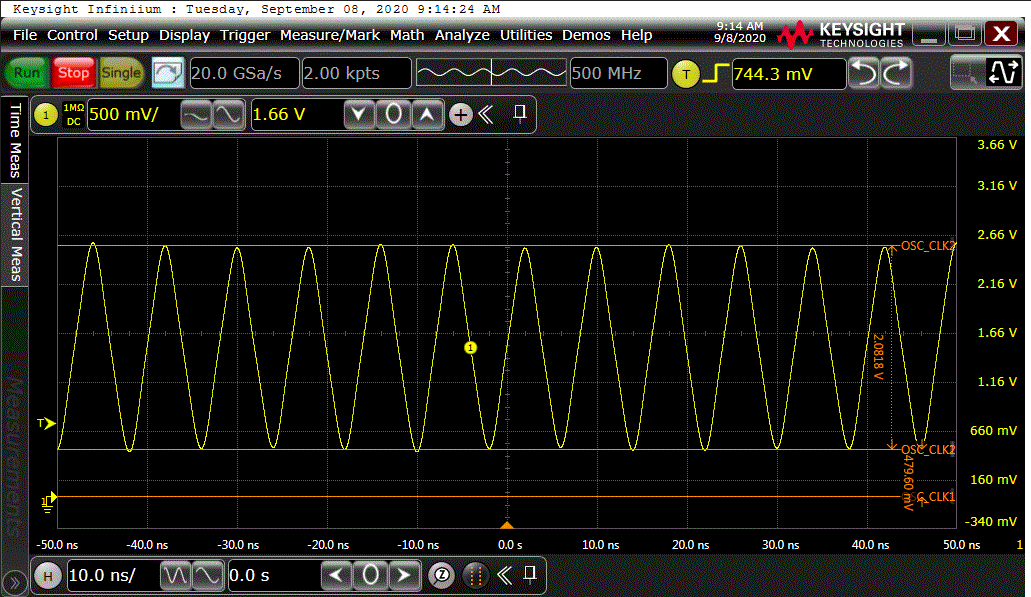 Keysight Infiniium : Tuesday, September 08, 2020 9:14:24 AM
File Control Setup Display Trigger Measure/Mark Math Analyze Utilities Demos Help
9:14 AM
9/8/2020
KEYSIGHT
TECHNOLOGIES
X
Run Stop Single 20.0 GSa/s 2.00 kpts 500 MHz T 744.3 mV
1 1MΩ DC 500 mV/ 1.66 V 0 +
Time Meas
Vertical Meas
Measurements
3.66 V
3.16 V
2.66 V
OSC_CLK2
2.16 V
1.66 V
1
2.0818 V
1.16 V
T
660 mV
OSC_CLK2
479.60 mV
160 mV
1
C_CLK1
-340 mV
-50.0 ns -40.0 ns -30.0 ns -20.0 ns -10.0 ns 0.0 s 10.0 ns 20.0 ns 30.0 ns 40.0 ns 50.0 ns 1
H 10.0 ns/ 0.0 s 0 Z